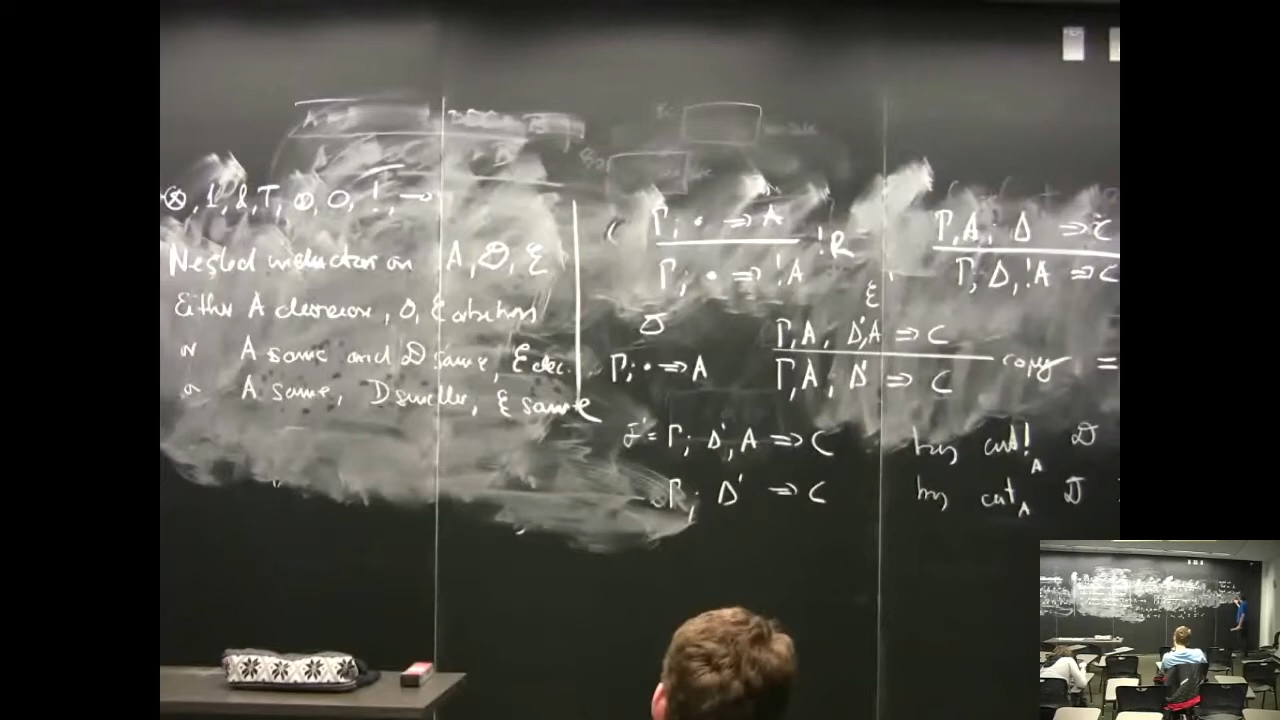 ⊗, 1, &, ⊤, ⊕, 0, !, ⊸
Nested induction on A, D, E
Either A decreases, D, E arbitrary
or A same and D same, E dec.
or A same, D smaller, E same
Γ; · ⇒ A
!R
Γ; · ⇒ !A
Γ, A; Δ ⇒ C
Γ; Δ, !A ⇒ C
D
E
Γ; · ⇒ A
Γ, A; Δ', A ⇒ C
copy =
Γ, A; Δ' ⇒ C
E' = Γ; Δ', A ⇒ C by cut!A D
Γ; Δ' ⇒ C by cutA D